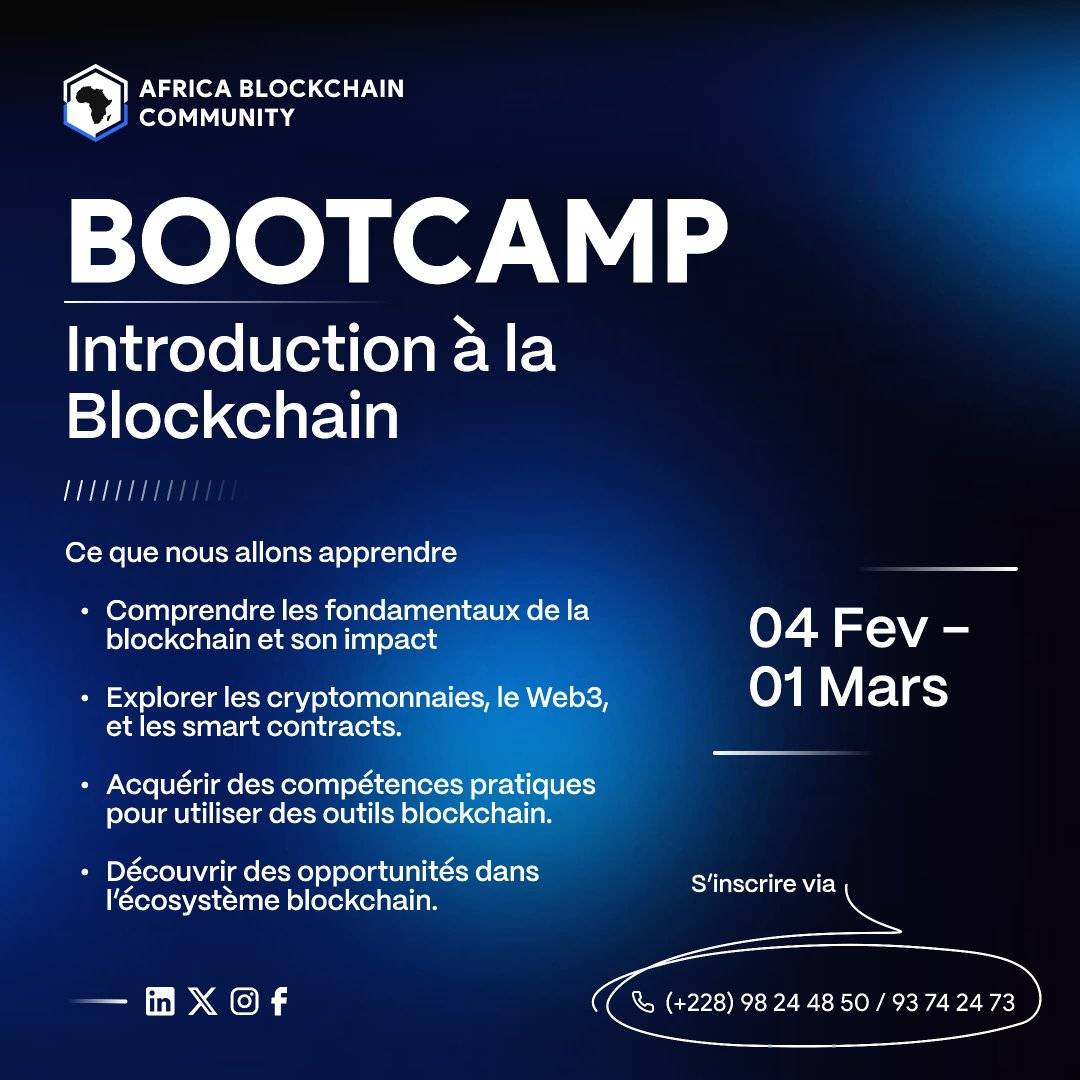 AFRICA BLOCKCHAIN
COMMUNITY
BOOTCAMP
Introduction à la
Blockchain
Ce que nous allons apprendre
• Comprendre les fondamentaux de la
blockchain et son impact
• Explorer les cryptomonnaies, le Web3,
et les smart contracts.
• Acquérir des compétences pratiques
pour utiliser des outils blockchain.
• Découvrir des opportunités dans
l'écosystème blockchain.
04 Fev –
01 Mars
S'inscrire via
(+228) 98 24 48 50 / 93 74 24 73